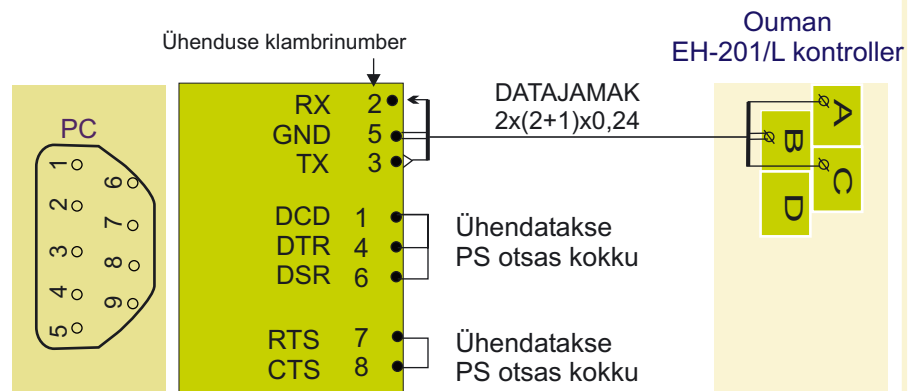 Ouman
EH-201/L kontroller
Ühenduse klambrinumber
PC
1
2
3
4
5
6
7
8
9
RX 2
GND 5
TX 3
DCD 1
DTR 4
DSR 6
RTS 7
CTS 8
DATAJAMAK
2x(2+1)x0,24
Ühendatakse
PS otsas kokku
Ühendatakse
PS otsas kokku
A
B
C
D